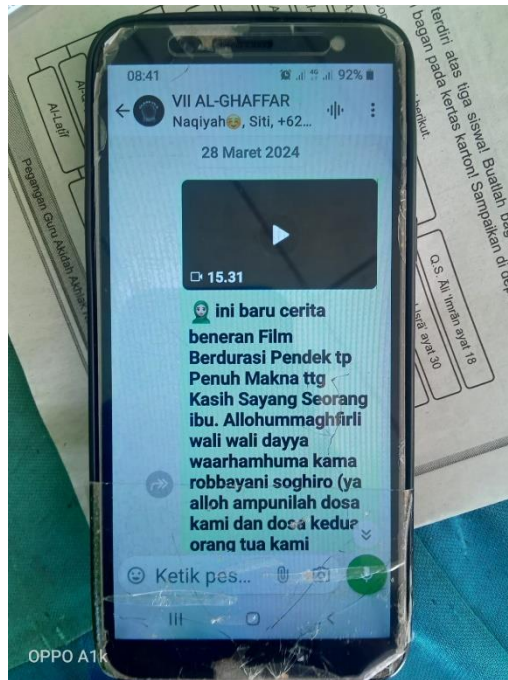 08:41
4G
92%
VII AL-GHAFFAR
Naqiyah😊, Siti, +62...
28 Maret 2024
15.31
🧕 ini baru cerita
beneran Film
Berdurasi Pendek tp
Penuh Makna ttg
Kasih Sayang Seorang
ibu. Allohummaghfirli
wali wali dayya
waarhamhuma kama
robbayani soghiro (ya
alloh ampunilah dosa
kami dan dosa kedua
orang tua kami
Ketik pes...
Al-Latif
Pegangan Guru Akidah Akhlak
terdiri atas tiga siswa! Buatlah
bagan pada kertas karton! Sampaikan di
berikut.
Q.S. Āli 'Imrān ayat 18
ayat 30
OPPO A1k